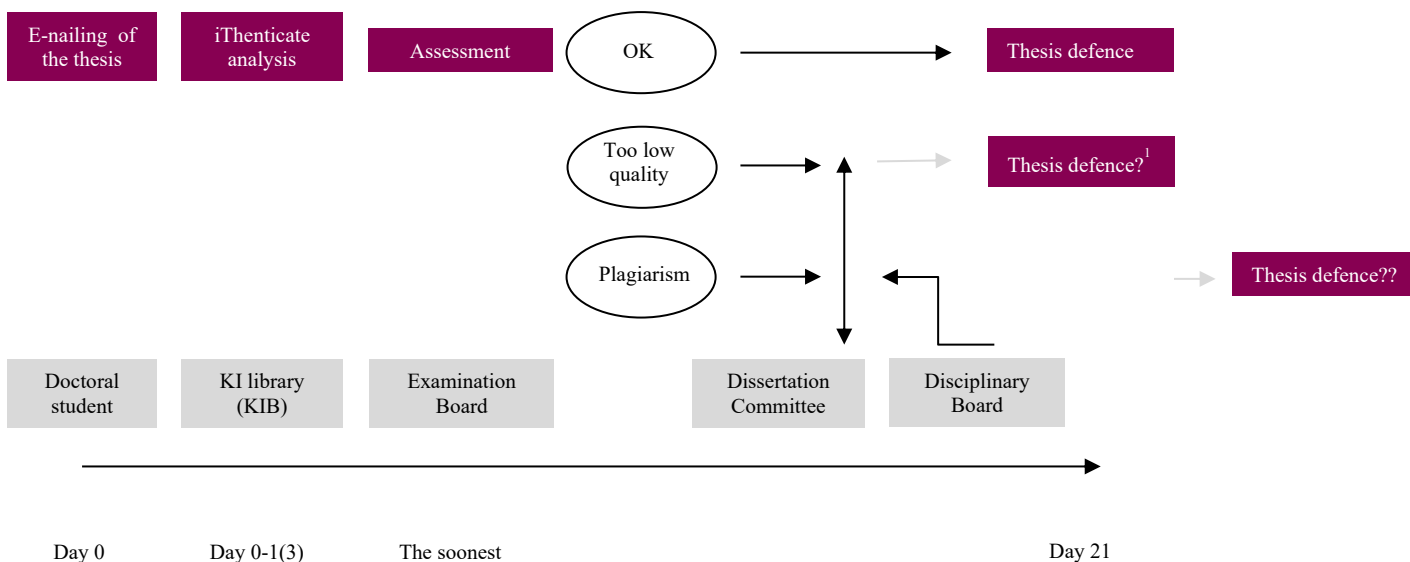 E-nailing of
the thesis
iThenticate
analysis
Assessment
OK
Thesis defence
Too low
quality
Thesis defence?1
Plagiarism
Thesis defence??
Doctoral
student
KI library
(KIB)
Examination
Board
Dissertation
Committee
Disciplinary
Board
Day 0
Day 0-1(3)
The soonest
Day 21